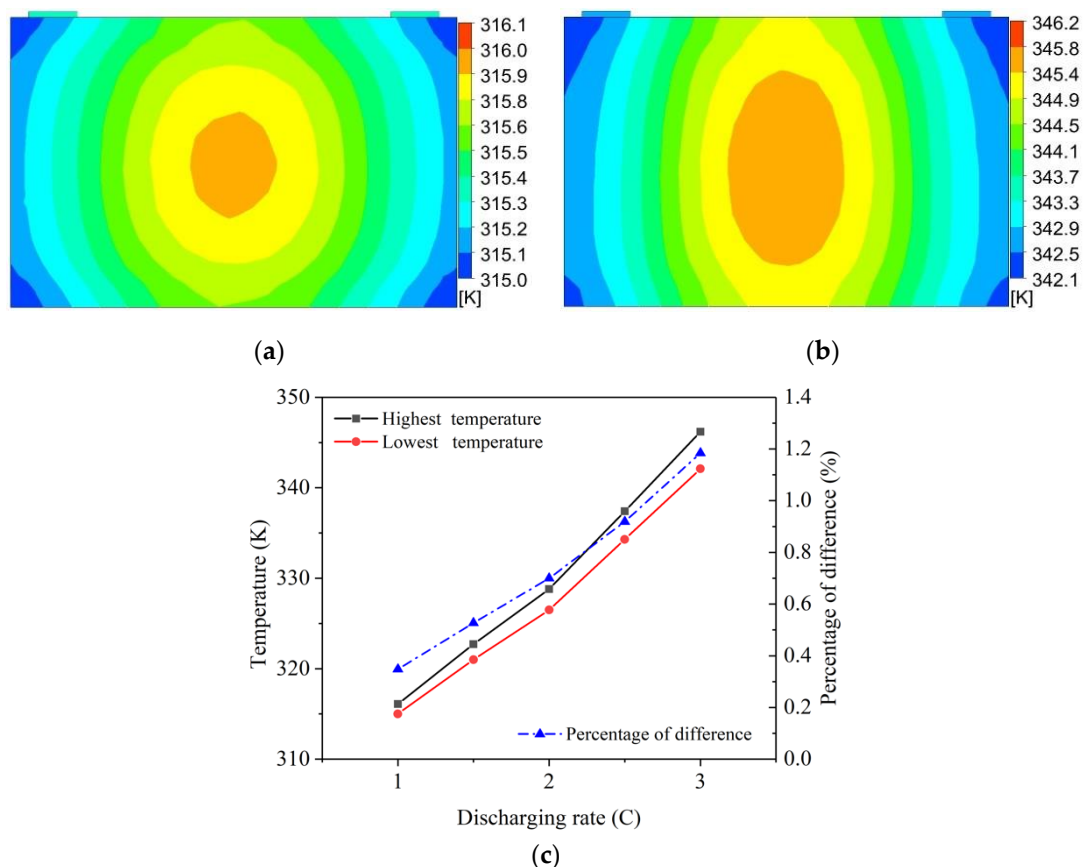 316.1
316.0
315.9
315.8
315.6
315.5
315.4
315.3
315.1
315.0
[K]
346.2
345.8
345.4
344.9
344.5
344.1
343.7
343.3
342.9
342.5
342.1
[K]
(a)
(b)
350
340
330
320
310
Temperature (K)
Highest temperature
Lowest temperature
Percentage of difference
1.4
1.2
1.0
0.8
0.6
0.4
0.2
0.0
Percentage of difference (%)
1 2 3
Discharging rate (C)
(c)